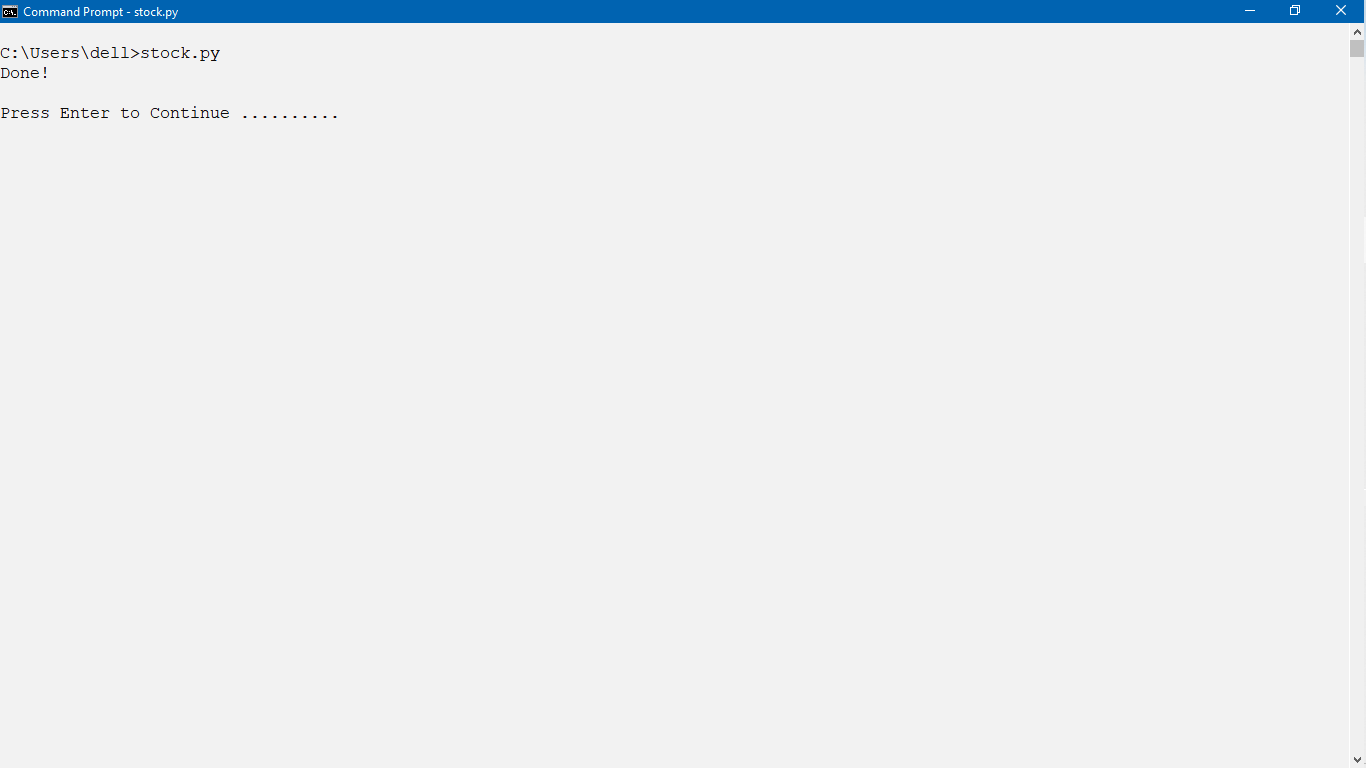 Command Prompt - stock.py
C:\Users\dell>stock.py
Done!
Press Enter to Continue ..........